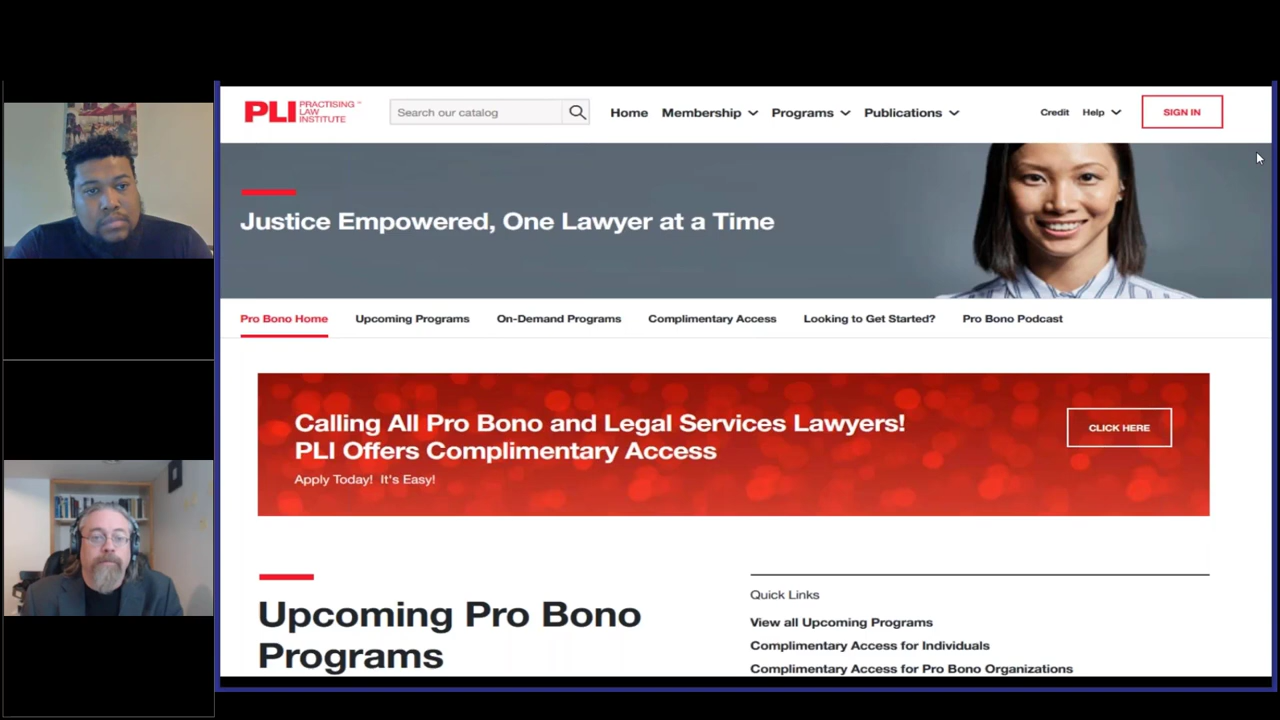 PLI PRACTISING
LAW
INSTITUTE
Search our catalog
Home Membership Programs Publications
Credit Help SIGN IN
Justice Empowered, One Lawyer at a Time
Pro Bono Home Upcoming Programs On-Demand Programs Complimentary Access Looking to Get Started? Pro Bono Podcast
Calling All Pro Bono and Legal Services Lawyers!
PLI Offers Complimentary Access
Apply Today! It's Easy!
CLICK HERE
Upcoming Pro Bono
Programs
Quick Links
View all Upcoming Programs
Complimentary Access for Individuals
Complimentary Access for Pro Bono Organizations